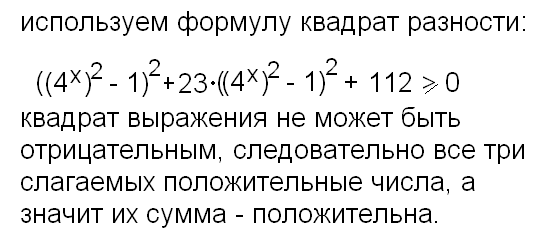 используем формулу квадрат разности:
((4ˣ)² - 1)²+23·((4ˣ)² - 1)² + 112 ⩾ 0
квадрат выражения не может быть
отрицательным, следовательно все три
слагаемых положительные числа, а
значит их сумма - положительна.